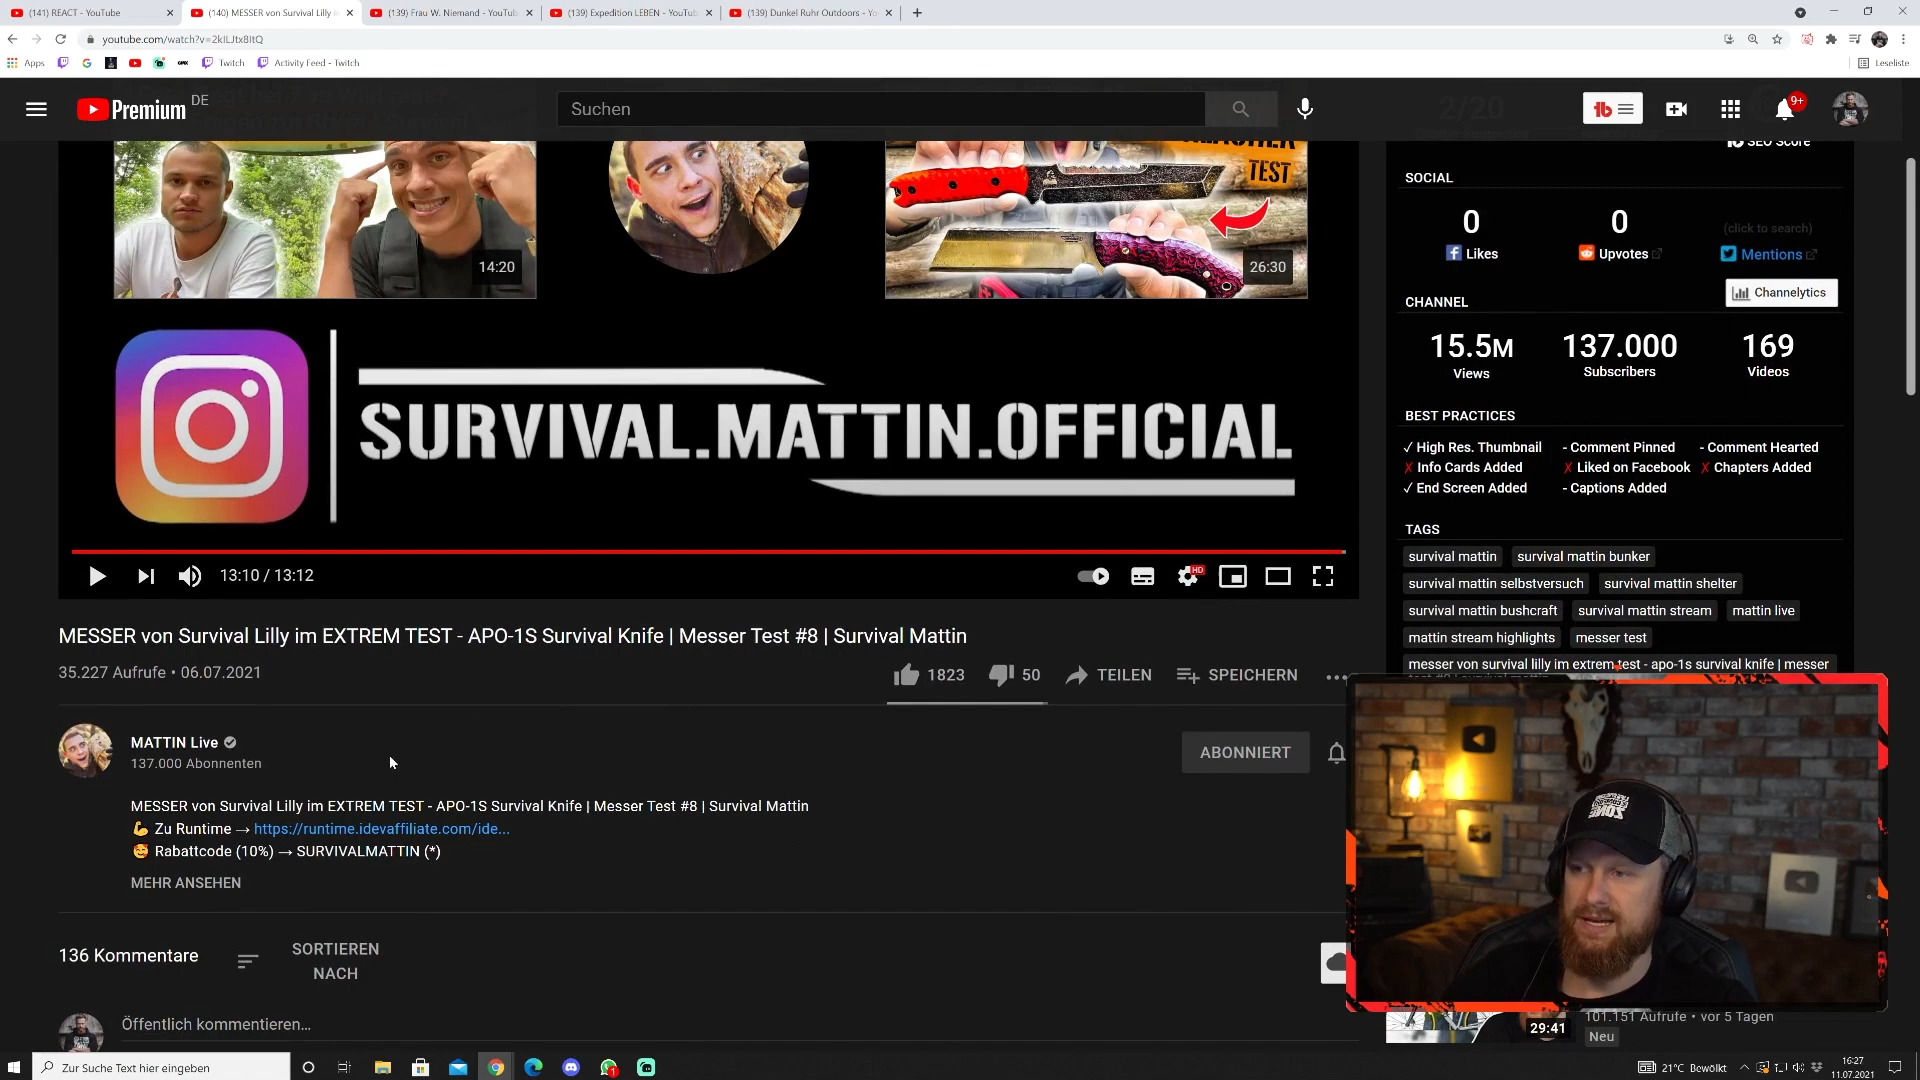 (141) REACT - YouTube
(140) MESSER von Survival Lilly i
(139) Frau W. Niemand - YouTub
(139) Expedition LEBEN - YouTub
(139) Dunkel Ruhr Outdoors - Yo
youtube.com/watch?v=2kILJtx8ItQ
Apps
Twitch
Activity Feed - Twitch
Leseliste
Premium DE
Suchen
9+
2/20
SEO Score
TEST
14:20
26:30
SURVIVAL.MATTIN.OFFICIAL
13:10 / 13:12
HD
MESSER von Survival Lilly im EXTREM TEST - APO-1S Survival Knife | Messer Test #8 | Survival Mattin
35.227 Aufrufe • 06.07.2021
1823
50
TEILEN
SPEICHERN
MATTIN Live
137.000 Abonnenten
ABONNIERT
MESSER von Survival Lilly im EXTREM TEST - APO-1S Survival Knife | Messer Test #8 | Survival Mattin
💪 Zu Runtime → https://runtime.idevaffiliate.com/ide...
🥰 Rabattcode (10%) → SURVIVALMATTIN (*)
MEHR ANSEHEN
136 Kommentare
SORTIEREN
NACH
Öffentlich kommentieren...
SOCIAL
0
Likes
0
Upvotes
(click to search)
Mentions
CHANNEL
Channelytics
15.5M
Views
137.000
Subscribers
169
Videos
BEST PRACTICES
✓ High Res. Thumbnail
- Comment Pinned
- Comment Hearted
✗ Info Cards Added
✗ Liked on Facebook
✗ Chapters Added
✓ End Screen Added
- Captions Added
TAGS
survival mattin
survival mattin bunker
survival mattin selbstversuch
survival mattin shelter
survival mattin bushcraft
survival mattin stream
mattin live
mattin stream highlights
messer test
messer von survival lilly im extrem test - apo-1s survival knife | messer
29:41
101.151 Aufrufe • vor 5 Tagen
Neu
Zur Suche Text hier eingeben
1
21°C Bewölkt
16:27
11.07.2021